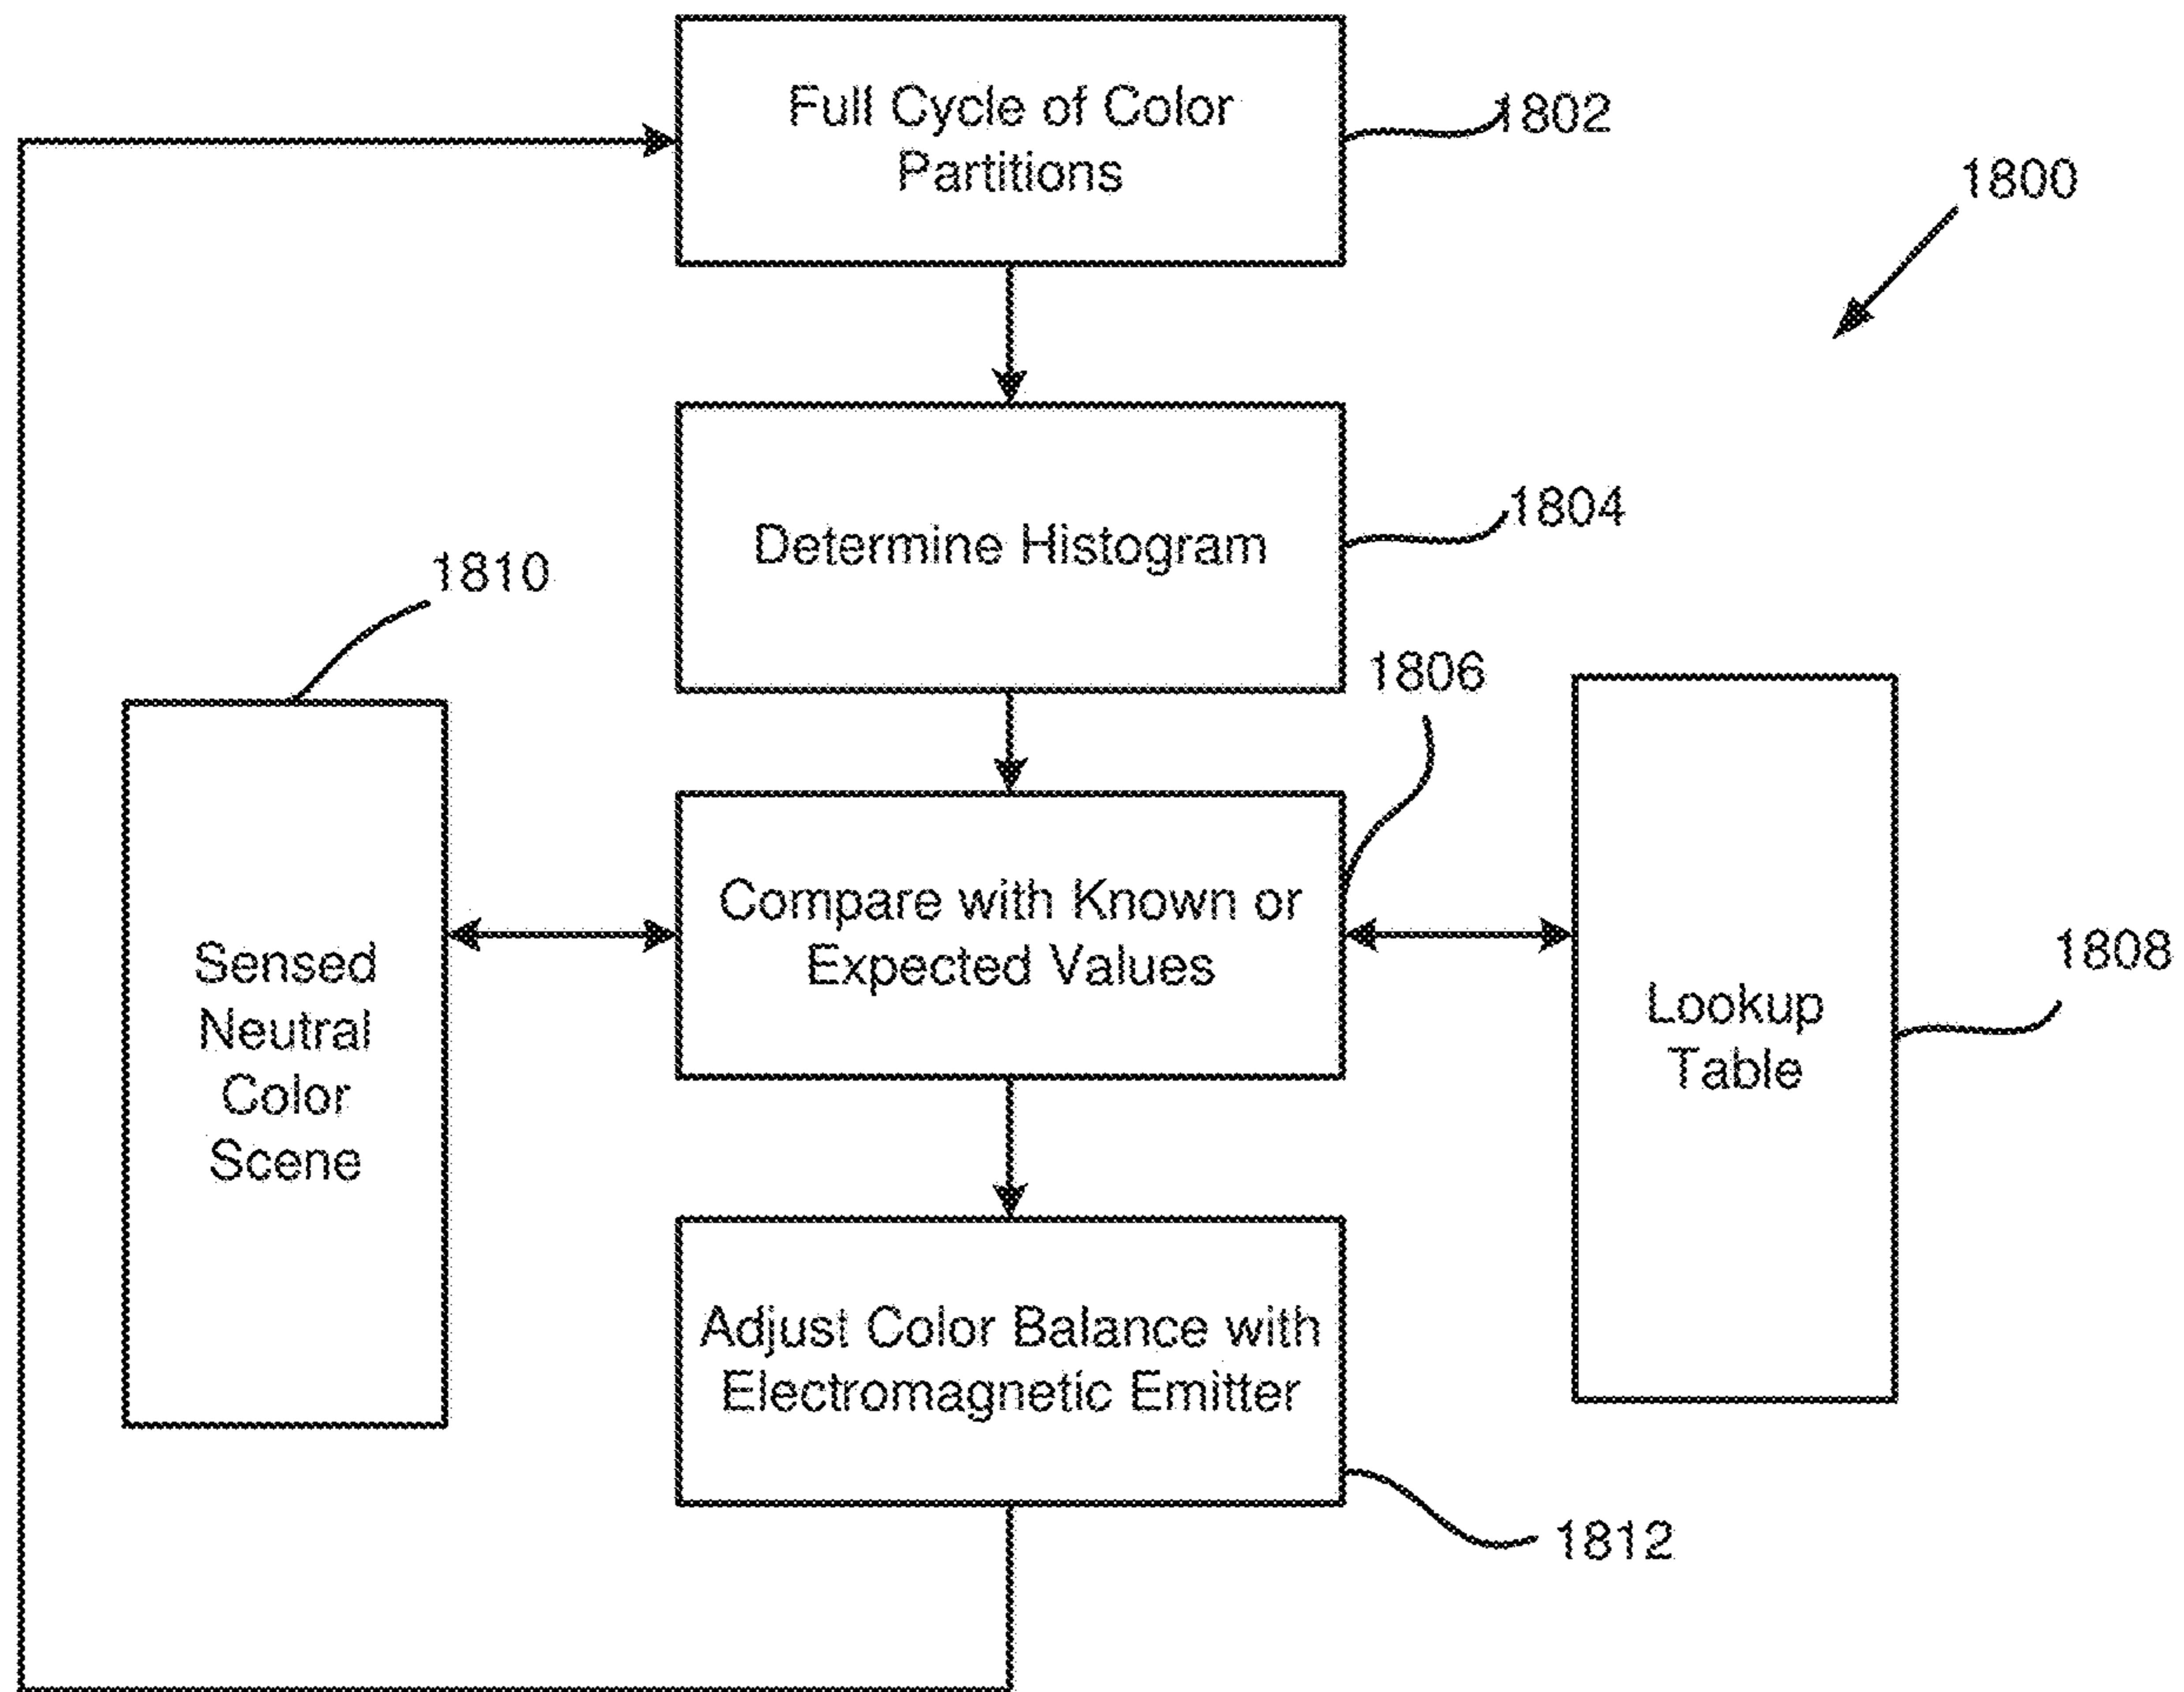 Full Cycle of Color
Partitions
1802
1800
Determine Histogram
1804
1810
1806
Sensed
Neutral
Color
Scene
Compare with Known or
Expected Values
Lookup
Table
1808
Adjust Color Balance with
Electromagnetic Emitter
1812